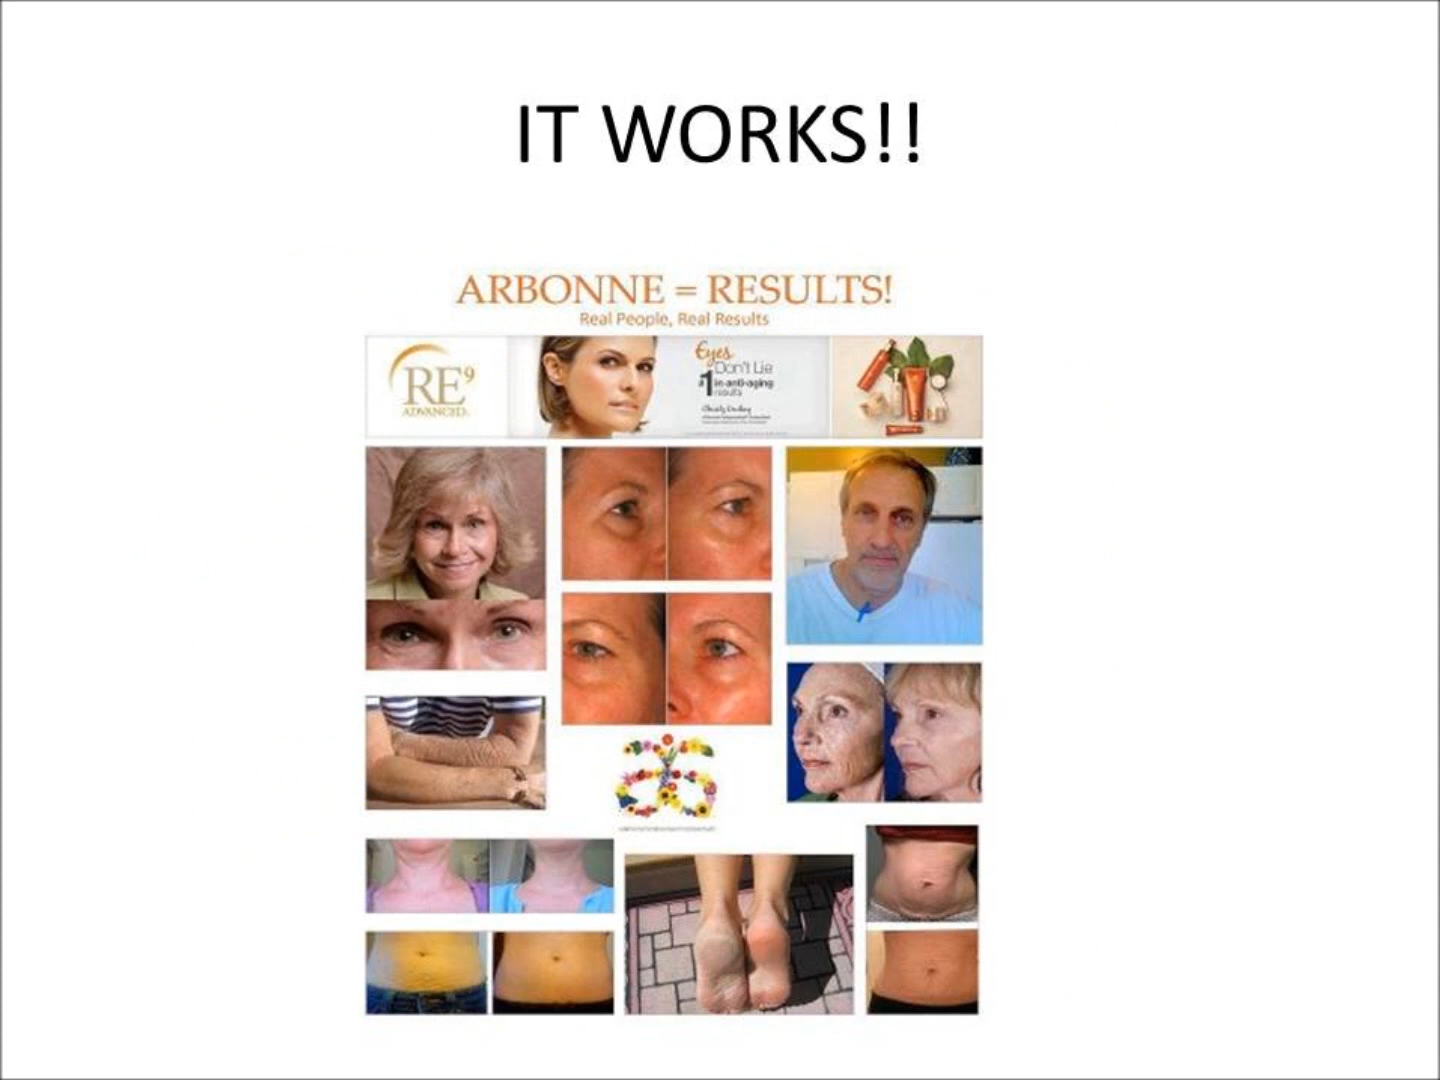 IT WORKS!!
ARBONNE = RESULTS!
Real People, Real Results
RE9
ADVANCED
Eyes
Don't Lie
#1 in anti-aging
results